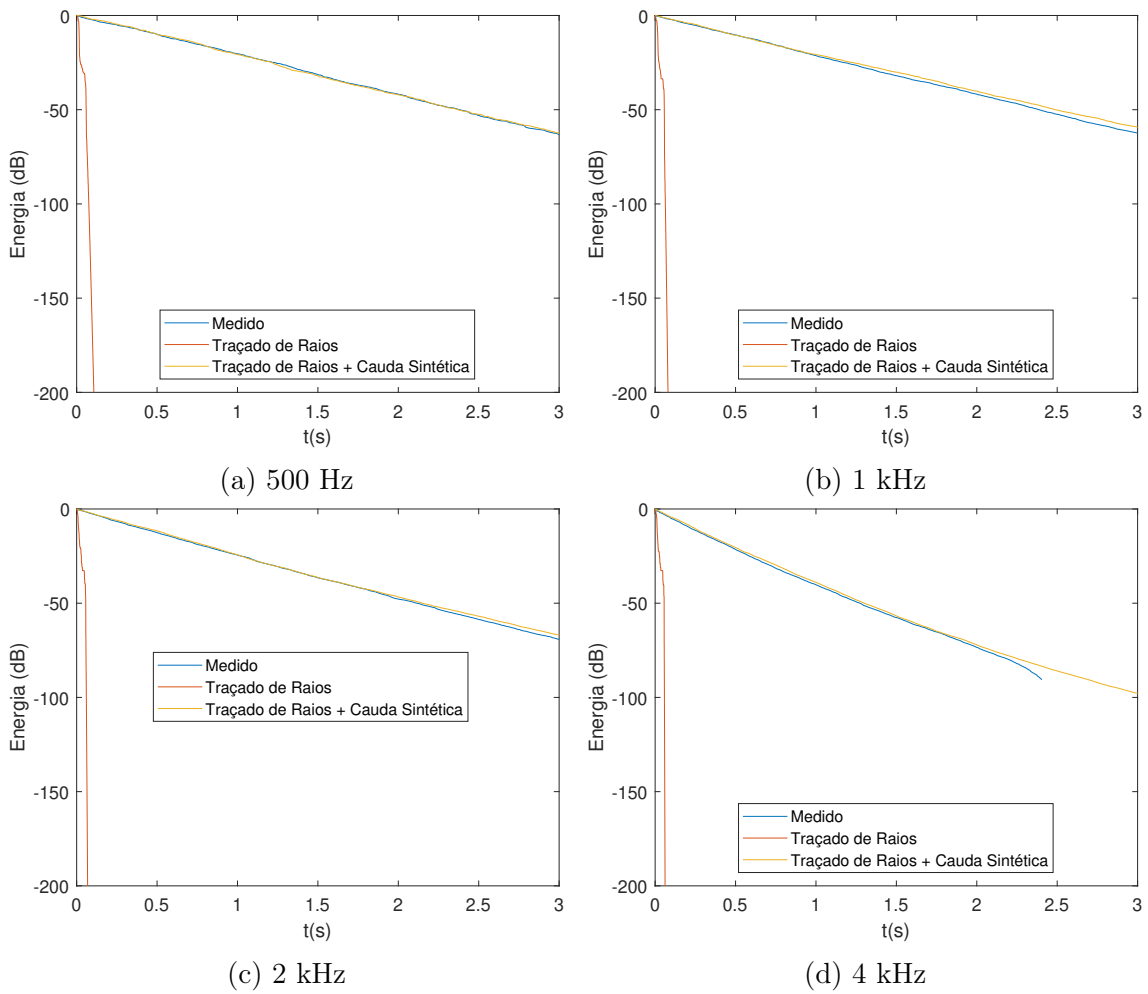 0
-50
-100
-150
-200
Energia (dB)
Medido
Traçado de Raios
Traçado de Raios + Cauda Sintética
0 0.5 1 1.5 2 2.5 3
t(s)
(a) 500 Hz
0
-50
-100
-150
-200
Energia (dB)
Medido
Traçado de Raios
Traçado de Raios + Cauda Sintética
0 0.5 1 1.5 2 2.5 3
t(s)
(b) 1 kHz
0
-50
-100
-150
-200
Energia (dB)
Medido
Traçado de Raios
Traçado de Raios + Cauda Sintética
0 0.5 1 1.5 2 2.5 3
t(s)
(c) 2 kHz
0
-50
-100
-150
-200
Energia (dB)
Medido
Traçado de Raios
Traçado de Raios + Cauda Sintética
0 0.5 1 1.5 2 2.5 3
t(s)
(d) 4 kHz